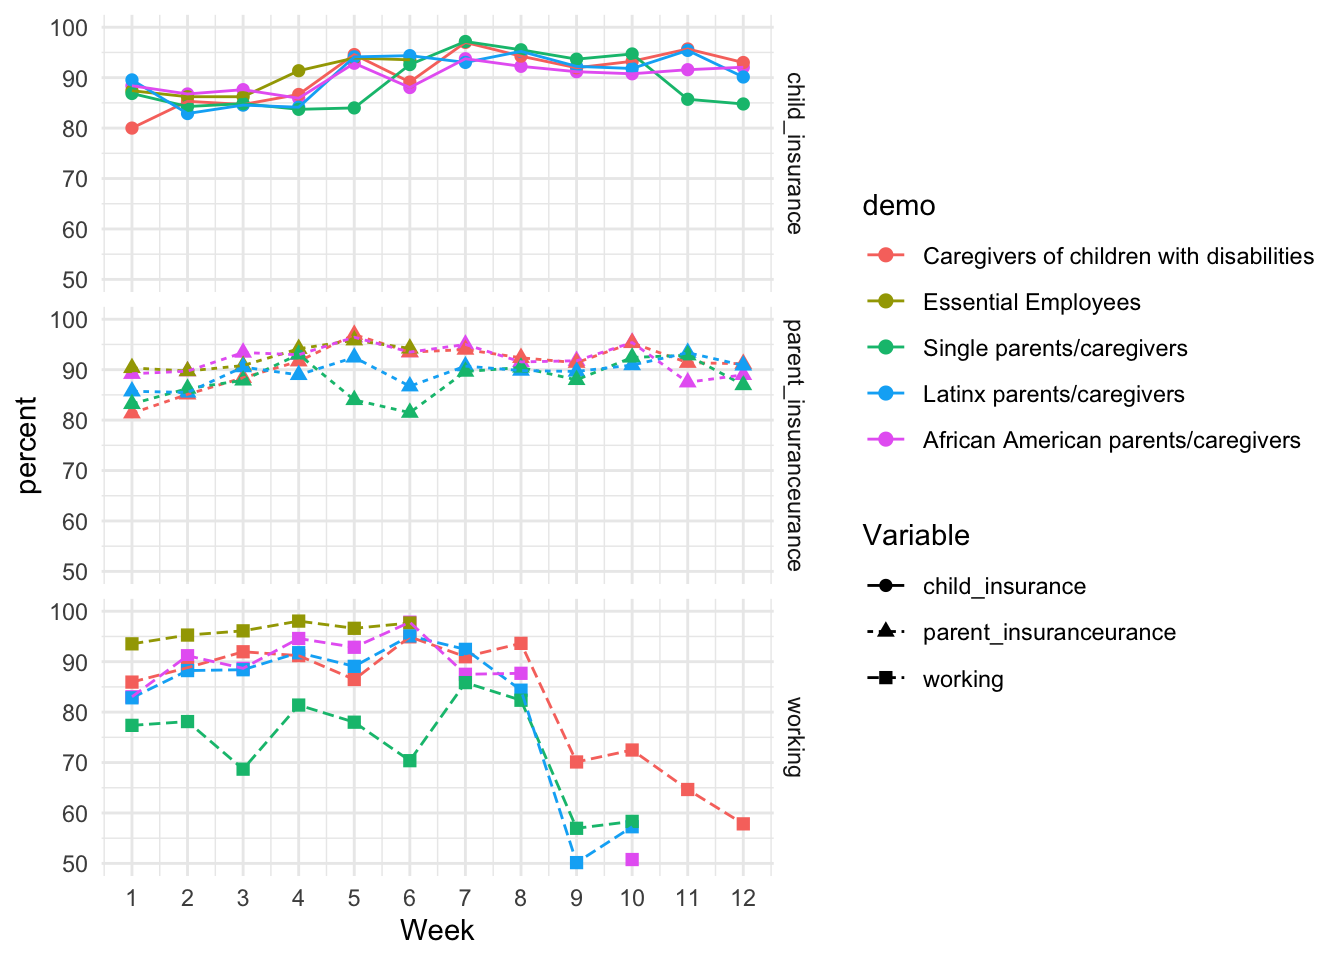 100
90
80
70
60
50
child_insurance
100
90
80
70
60
50
parent_insuranceurance
100
90
80
70
60
50
working
percent
1 2 3 4 5 6 7 8 9 10 11 12
Week
demo
Caregivers of children with disabilities
Essential Employees
Single parents/caregivers
Latinx parents/caregivers
African American parents/caregivers
Variable
child_insurance
parent_insuranceurance
working